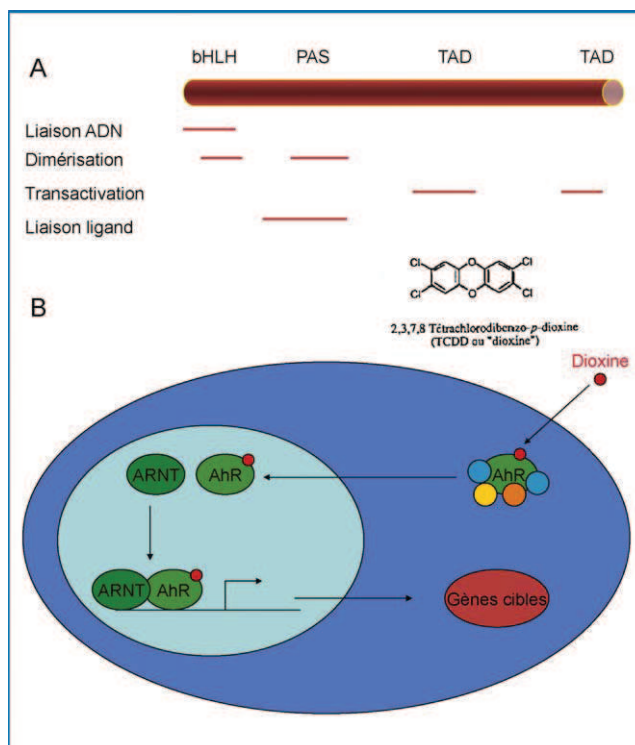 A
bHLH PAS TAD TAD
Liaison ADN
Dimérisation
Transactivation
Liaison ligand
Cl O Cl
Cl O Cl
2,3,7,8 Tétrachlorodibenzo-p-dioxine
(TCDD ou "dioxine")
B
Dioxine
ARNT AhR
AhR
ARNT AhR
Gènes cibles